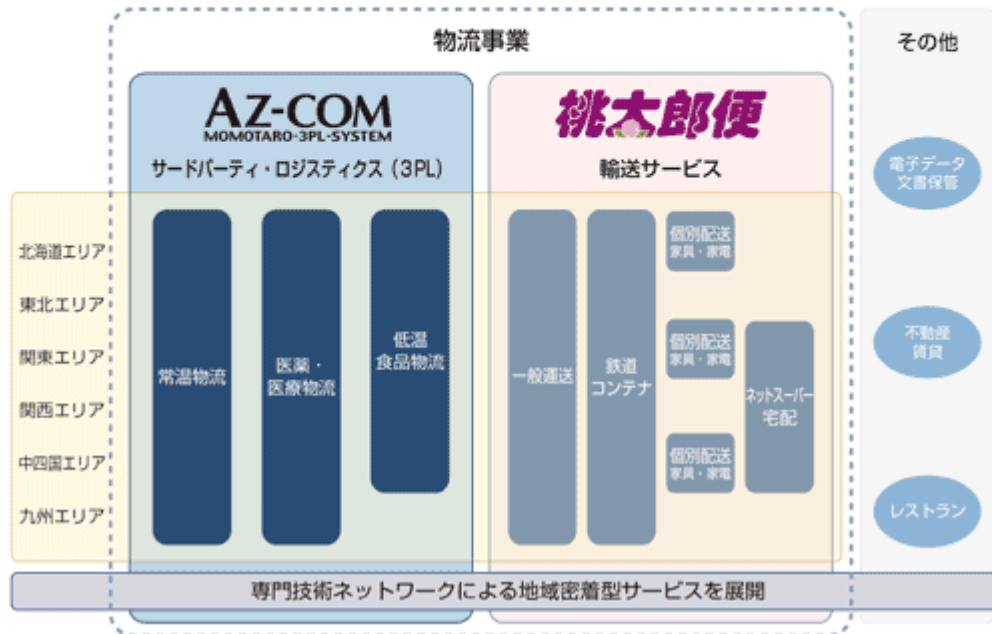 物流事業
その他
AZ-COM
MOMOTARO-3PL-SYSTEM
サードパーティ・ロジスティクス（3PL）
桃太郎便
輸送サービス
電子データ
文書保管
不動産
賃貸
レストラン
北海道エリア
東北エリア
関東エリア
関西エリア
中四国エリア
九州エリア
常温物流
医薬・
医療物流
低温
食品物流
一般運送
鉄道
コンテナ
個別配送
家具・家電
個別配送
家具・家電
個別配送
家具・家電
ネットスーパー
宅配
専門技術ネットワークによる地域密着型サービスを展開